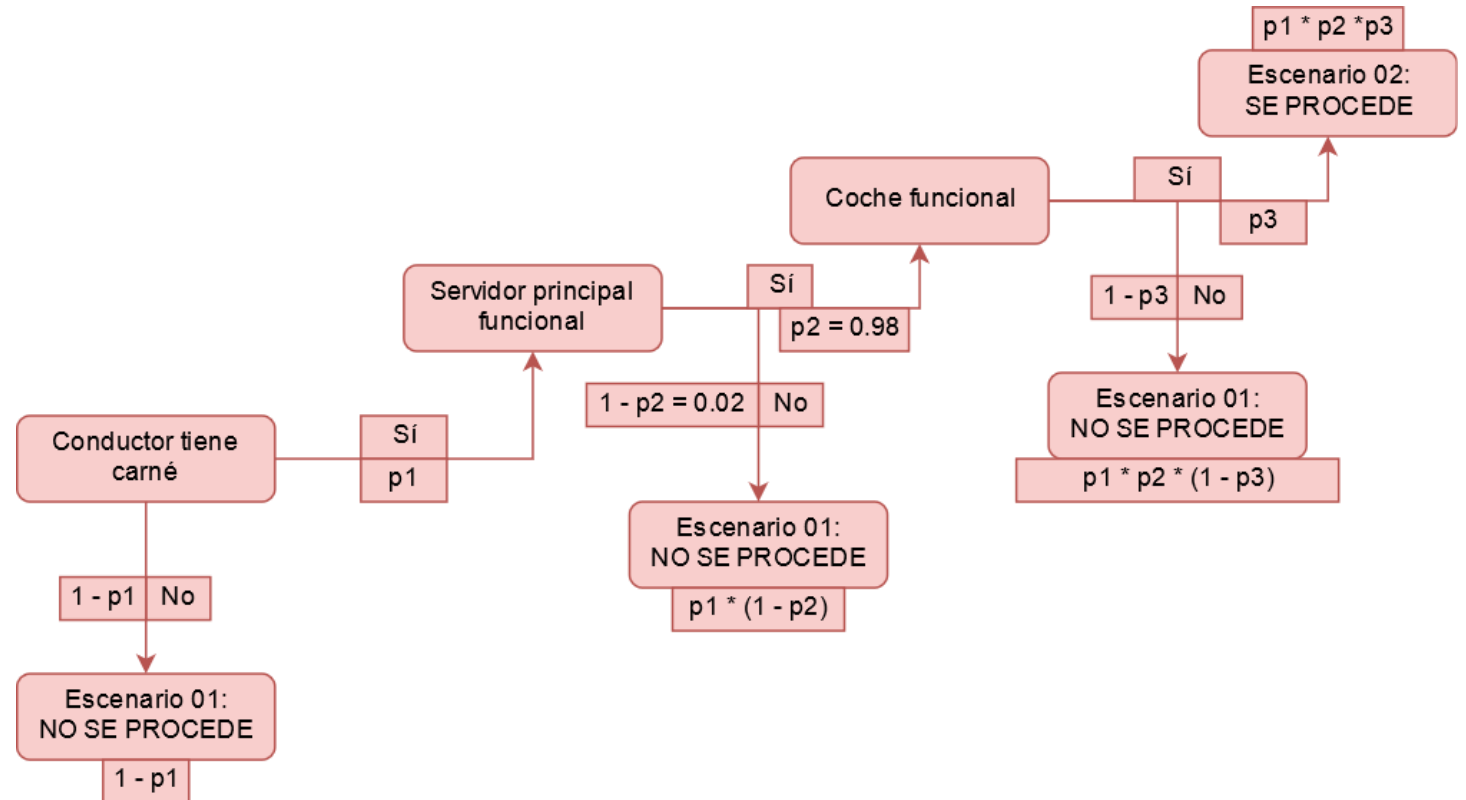 p1 * p2 *p3
Escenario 02:
SE PROCEDE
Coche funcional
Sí
p3
Servidor principal
funcional
Sí
p2 = 0.98
1 - p3
No
1 - p2 = 0.02
No
Escenario 01:
NO SE PROCEDE
p1 * p2 * (1 - p3)
Conductor tiene
carné
Sí
p1
Escenario 01:
NO SE PROCEDE
p1 * (1 - p2)
1 - p1
No
Escenario 01:
NO SE PROCEDE
1 - p1